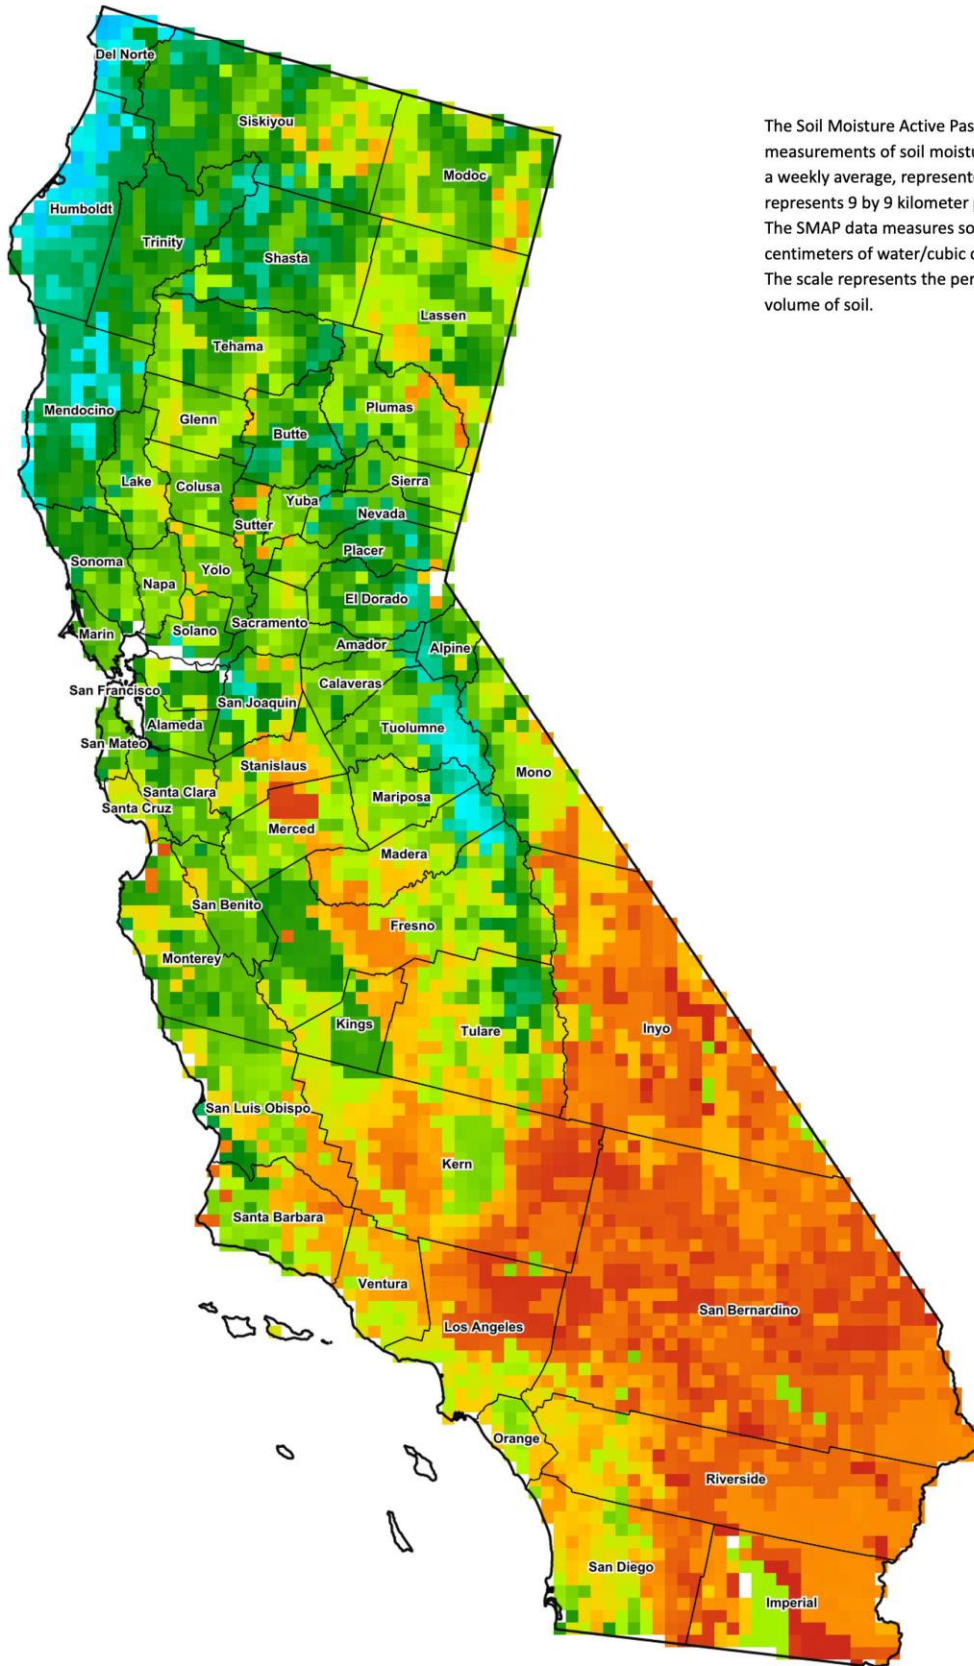 The Soil Moisture Active Pas
measurements of soil moistu
a weekly average, represente
represents 9 by 9 kilometer
The SMAP data measures so
centimeters of water/cubic
The scale represents the per
volume of soil.
Del Norte
Siskiyou
Modoc
Humboldt
Trinity
Shasta
Lassen
Tehama
Mendocino
Plumas
Glenn
Butte
Lake
Colusa
Sierra
Yuba
Nevada
Sutter
Placer
Sonoma
Yolo
Napa
El Dorado
Sacramento
Solano
Marin
Amador
Alpine
Calaveras
San Francisco
San Joaquin
Alameda
Tuolumne
San Mateo
Stanislaus
Mono
Santa Clara
Mariposa
Santa Cruz
Merced
Madera
San Benito
Fresno
Monterey
Kings
Tulare
Inyo
San Luis Obispo
Kern
Santa Barbara
Ventura
San Bernardino
Los Angeles
Orange
Riverside
San Diego
Imperial